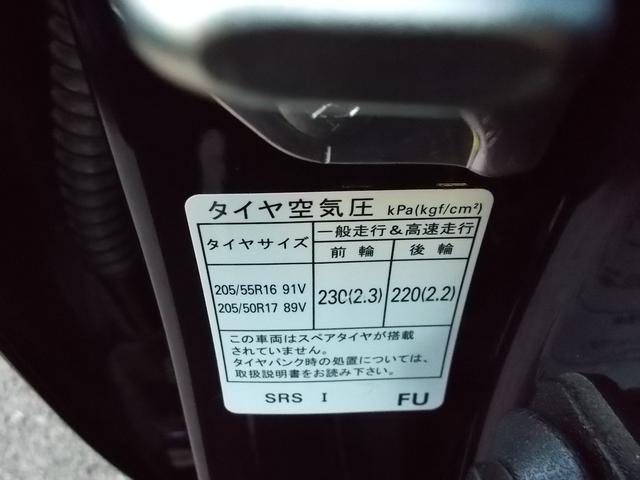 タイヤ空気圧 kPa(kgf/cm²)
タイヤサイズ
一般走行&高速走行
前輪 後輪
205/55R16 91V
205/50R17 89V
230(2.3) 220(2.2)
この車両はスペアタイヤが搭載
されていません。
タイヤパンク時の処置については、
取扱説明書をお読み下さい。
SRS I FU